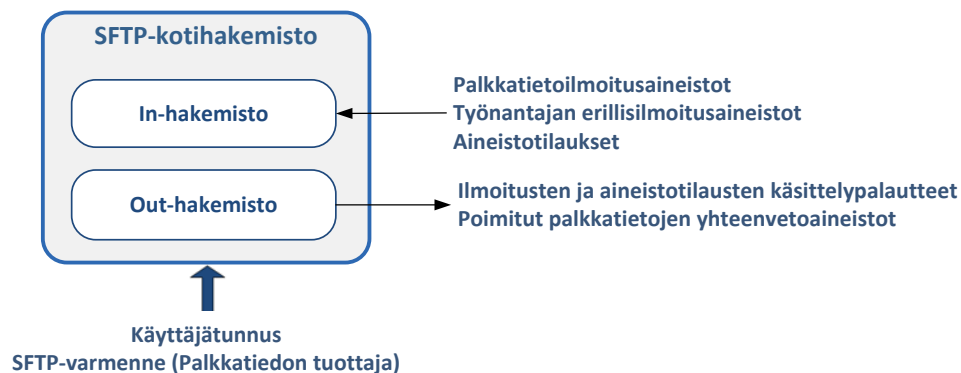 SFTP-kotihakemisto
In-hakemisto
Palkkatietoilmoitusaineistot
Työnantajan erillisilmoitusaineistot
Aineistotilaukset
Out-hakemisto
Ilmoitusten ja aineistotilausten käsittelypalautteet
Poimitut palkkatietojen yhteenvetoaineistot
Käyttäjätunnus
SFTP-varmenne (Palkkatiedon tuottaja)